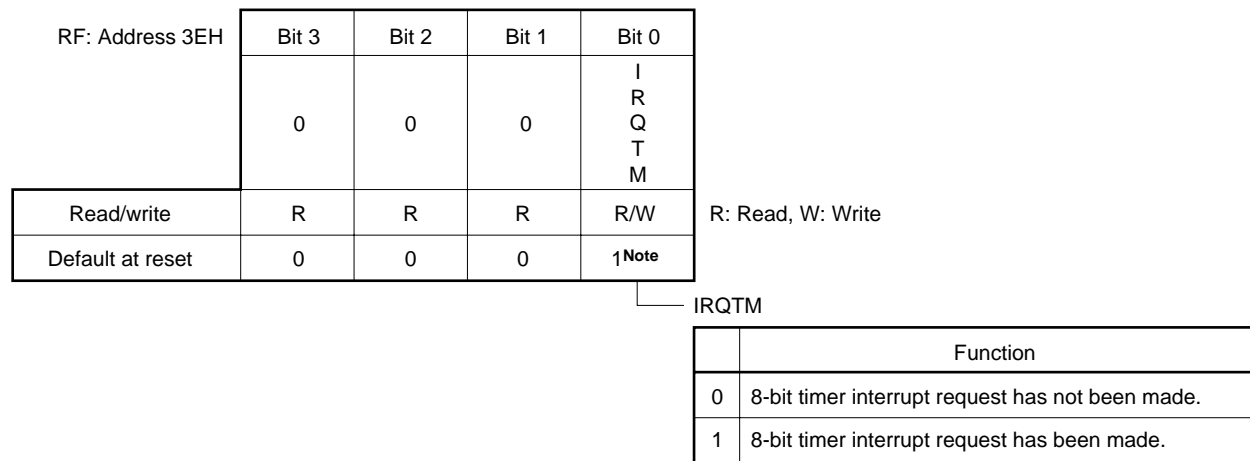 RF: Address 3EH Bit 3 Bit 2 Bit 1 Bit 0
0 0 0 IRQTM
Read/write R R R R/W R: Read, W: Write
Default at reset 0 0 0 1Note
IRQTM
Function
0 8-bit timer interrupt request has not been made.
1 8-bit timer interrupt request has been made.